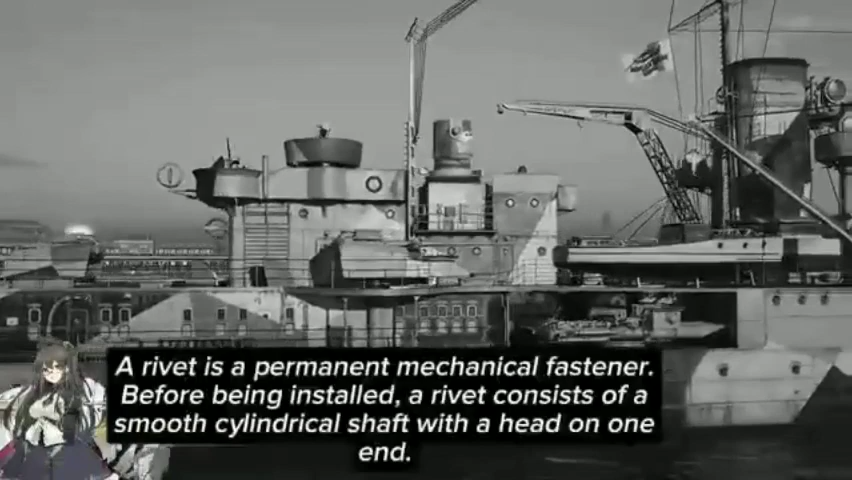 A rivet is a permanent mechanical fastener.
Before being installed, a rivet consists of a
smooth cylindrical shaft with a head on one
end.